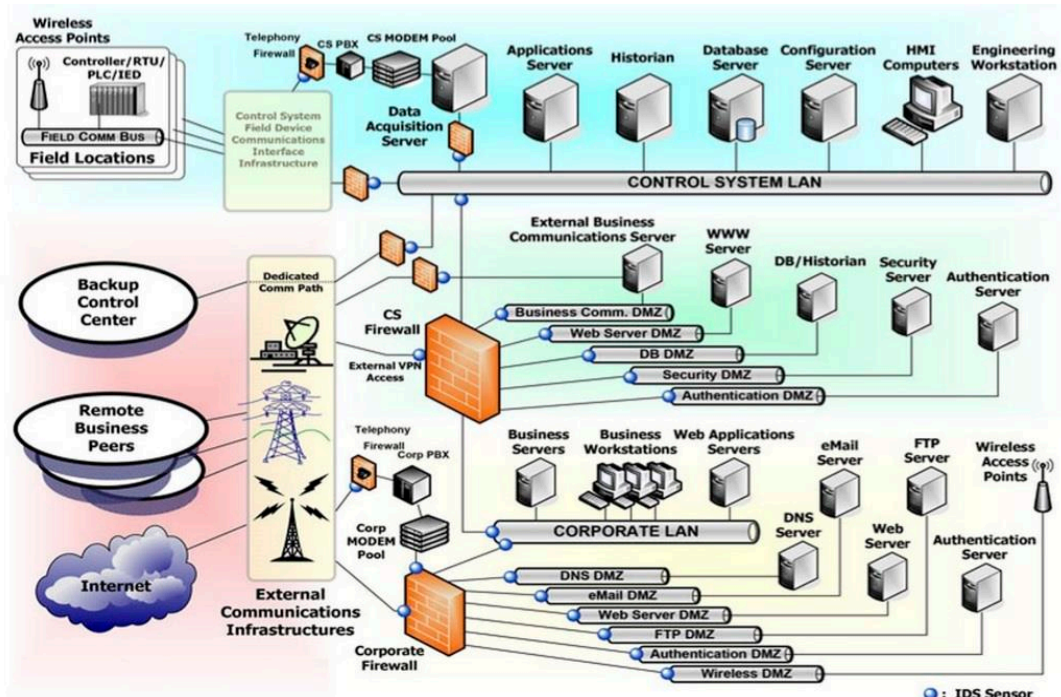 Wireless
Access Points
Controller/RTU/
PLC/IED
FIELD COMM BUS
Field Locations
Telephony
Firewall
CS PBX
CS MODEM Pool
Data
Acquisition
Server
Control System
Field Device
Communications
Interface
Infrastructure
Applications
Server
Historian
Database
Server
Configuration
Server
HMI
Computers
Engineering
Workstation
CONTROL SYSTEM LAN
External Business
Communications Server
WWW
Server
DB/Historian
Security
Server
Authentication
Server
Backup
Control
Center
Dedicated
Comm Path
CS
Firewall
External VPN
Access
Business Comm. DMZ
Web Server DMZ
DB DMZ
Security DMZ
Authentication DMZ
Remote
Business
Peers
Telephony
Firewall
Corp PBX
Corp
MODEM
Pool
Business
Servers
Business
Workstations
Web Applications
Servers
eMail
Server
FTP
Server
Wireless
Access
Points
CORPORATE LAN
DNS
Server
Web
Server
Authentication
Server
Internet
External
Communications
Infrastructures
Corporate
Firewall
DNS DMZ
eMail DMZ
Web Server DMZ
FTP DMZ
Authentication DMZ
Wireless DMZ
: IDS Sensor